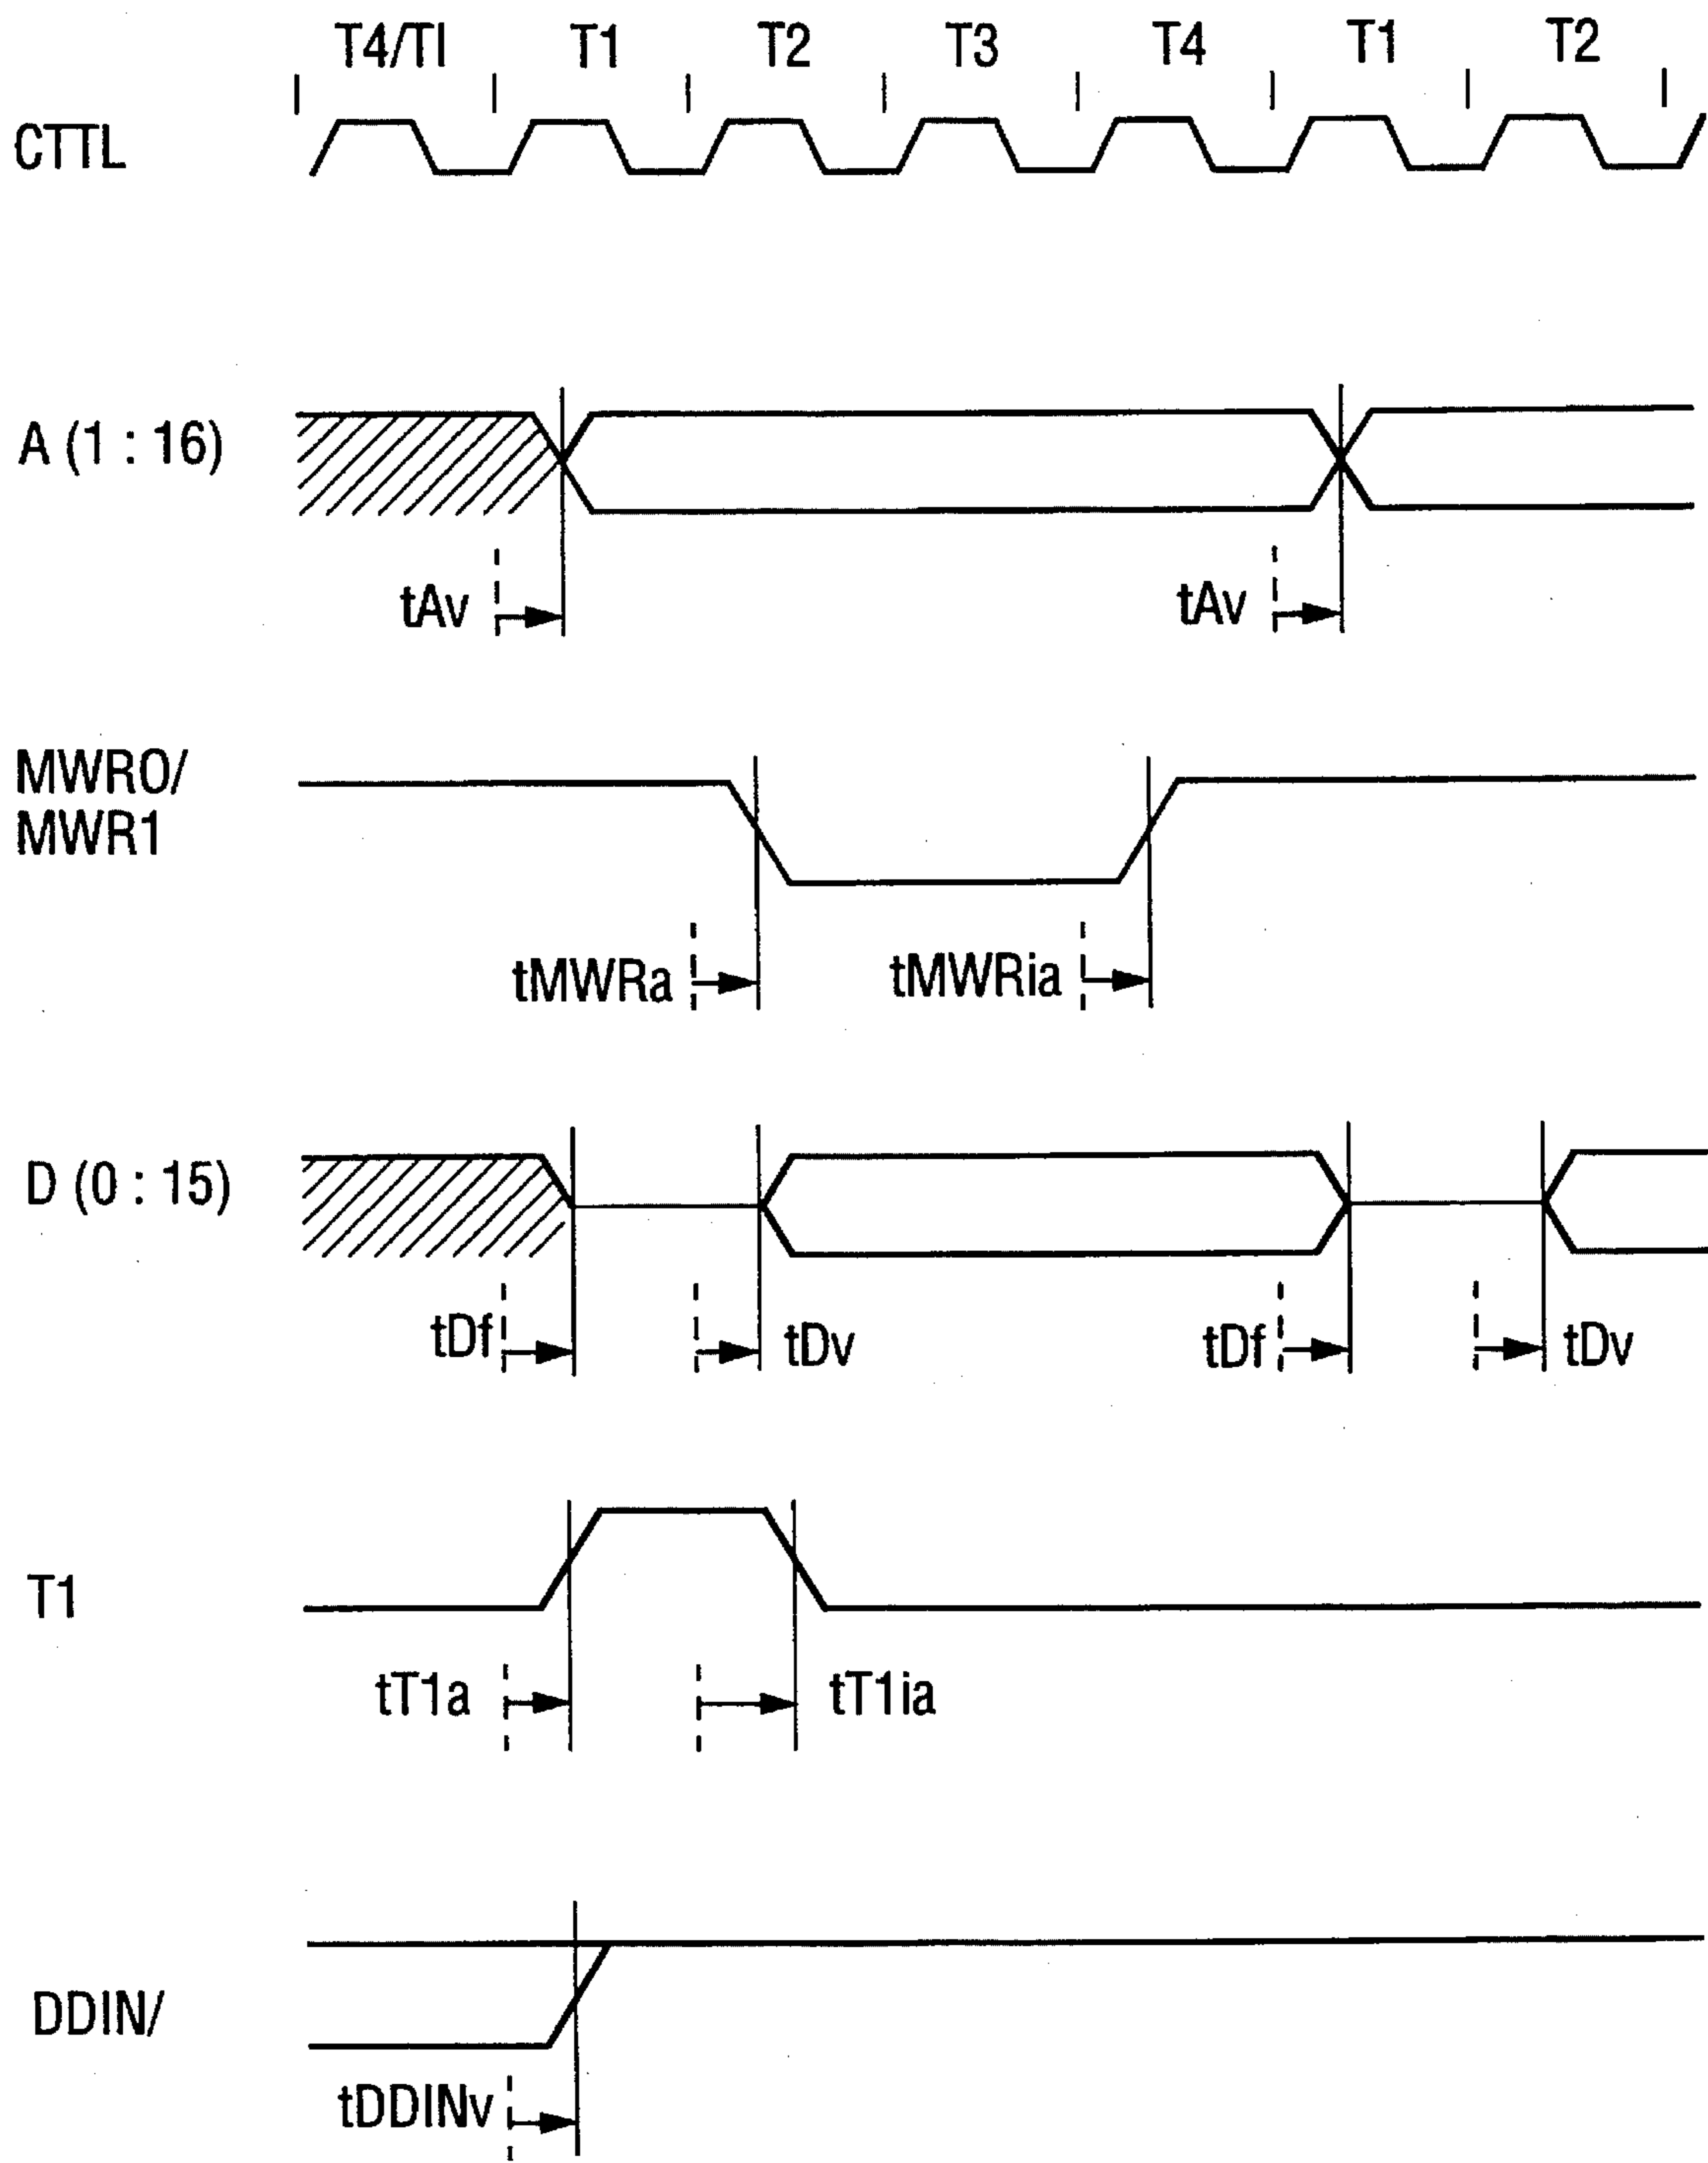 T4/TI T1 T2 T3 T4 T1 T2
CTTL
A (1 : 16)
tAv tAv
MWRO/
MWR1
tMWRa tMWRia
D (0 : 15)
tDf tDv tDf tDv
T1
tT1a tT1ia
DDIN/
tDDINv